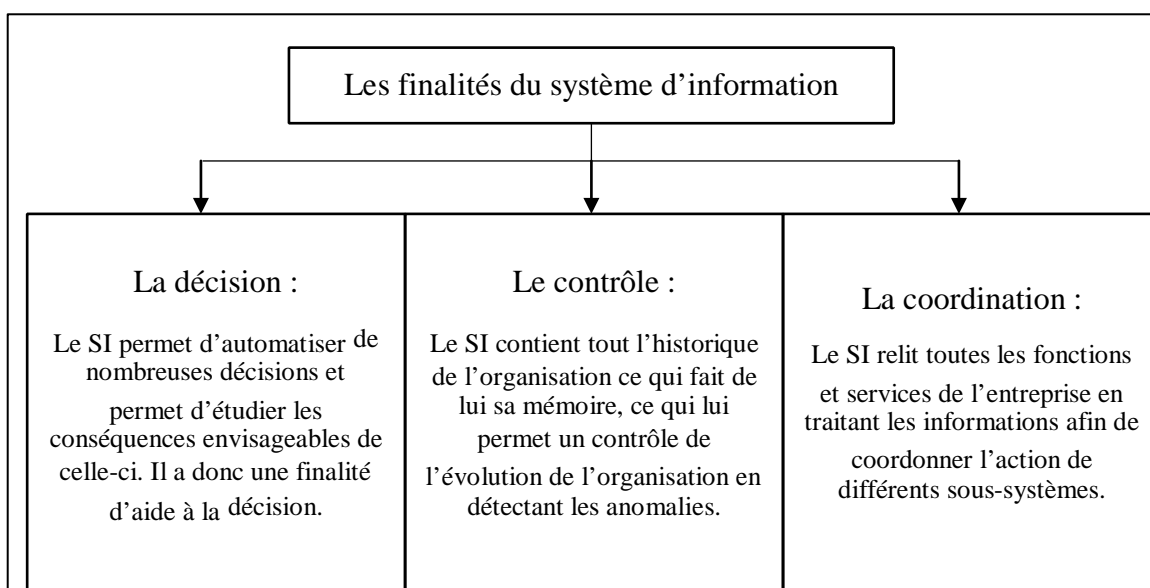 Les finalités du système d’information
La décision :
Le SI permet d’automatiser de
nombreuses décisions et
permet d’étudier les
conséquences envisageables de
celle-ci. Il a donc une finalité
d’aide à la décision.
Le contrôle :
Le SI contient tout l’historique
de l’organisation ce qui fait de
lui sa mémoire, ce qui lui
permet un contrôle de
l’évolution de l’organisation en
détectant les anomalies.
La coordination :
Le SI relit toutes les fonctions
et services de l’entreprise en
traitant les informations afin de
coordonner l’action de
différents sous-systèmes.